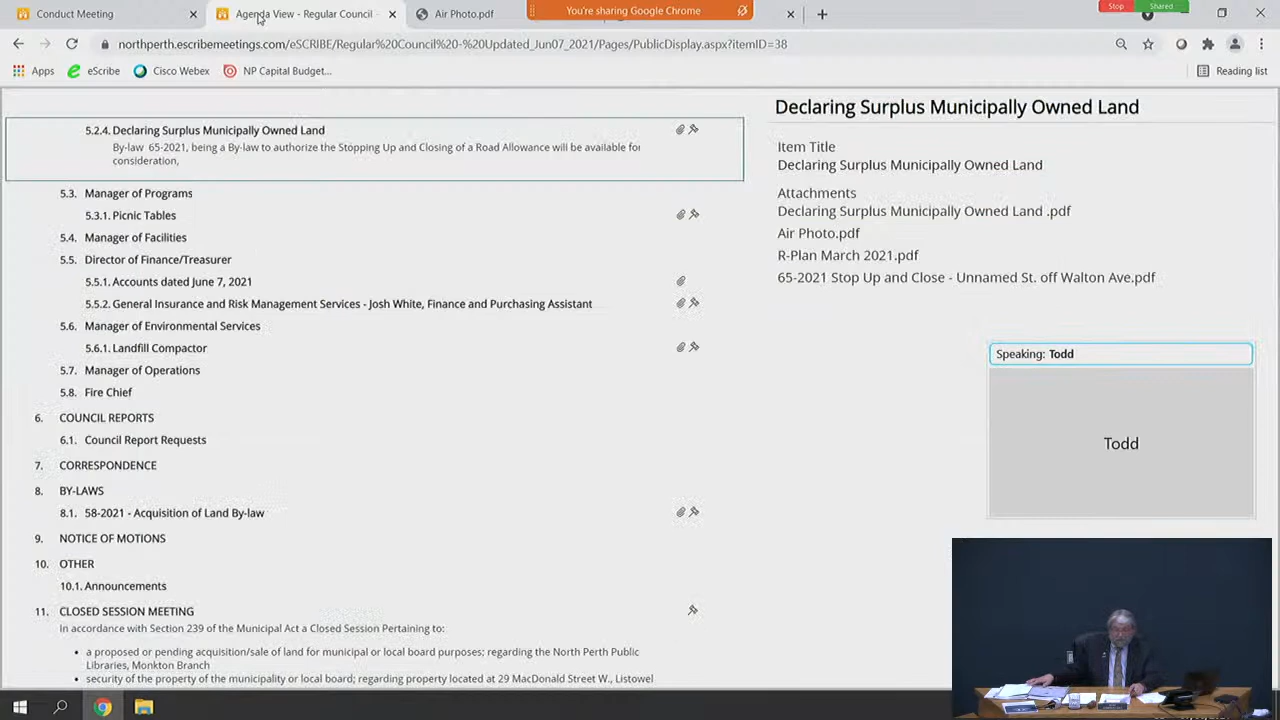 Conduct Meeting
Agenda View - Regular Council -
Air Photo.pdf
You're sharing Google Chrome
Stop
Shared
northperth.escribemeetings.com/eSCRIBE/Regular%20Council%20-%20Updated_Jun07_2021/Pages/PublicDisplay.aspx?itemID=38
Apps
eScribe
Cisco Webex
NP Capital Budget...
Reading list
5.2.4. Declaring Surplus Municipally Owned Land
By-law 65-2021, being a By-law to authorize the Stopping Up and Closing of a Road Allowance will be available for
consideration,
5.3. Manager of Programs
5.3.1. Picnic Tables
5.4. Manager of Facilities
5.5. Director of Finance/Treasurer
5.5.1. Accounts dated June 7, 2021
5.5.2. General Insurance and Risk Management Services - Josh White, Finance and Purchasing Assistant
5.6. Manager of Environmental Services
5.6.1. Landfill Compactor
5.7. Manager of Operations
5.8. Fire Chief
6. COUNCIL REPORTS
6.1. Council Report Requests
7. CORRESPONDENCE
8. BY-LAWS
8.1. 58-2021 - Acquisition of Land By-law
9. NOTICE OF MOTIONS
10. OTHER
10.1. Announcements
11. CLOSED SESSION MEETING
In accordance with Section 239 of the Municipal Act a Closed Session Pertaining to:
• a proposed or pending acquisition/sale of land for municipal or local board purposes; regarding the North Perth Public
Libraries, Monkton Branch
• security of the property of the municipality or local board; regarding property located at 29 MacDonald Street W., Listowel
Declaring Surplus Municipally Owned Land
Item Title
Declaring Surplus Municipally Owned Land
Attachments
Declaring Surplus Municipally Owned Land .pdf
Air Photo.pdf
R-Plan March 2021.pdf
65-2021 Stop Up and Close - Unnamed St. off Walton Ave.pdf
Speaking: Todd
Todd